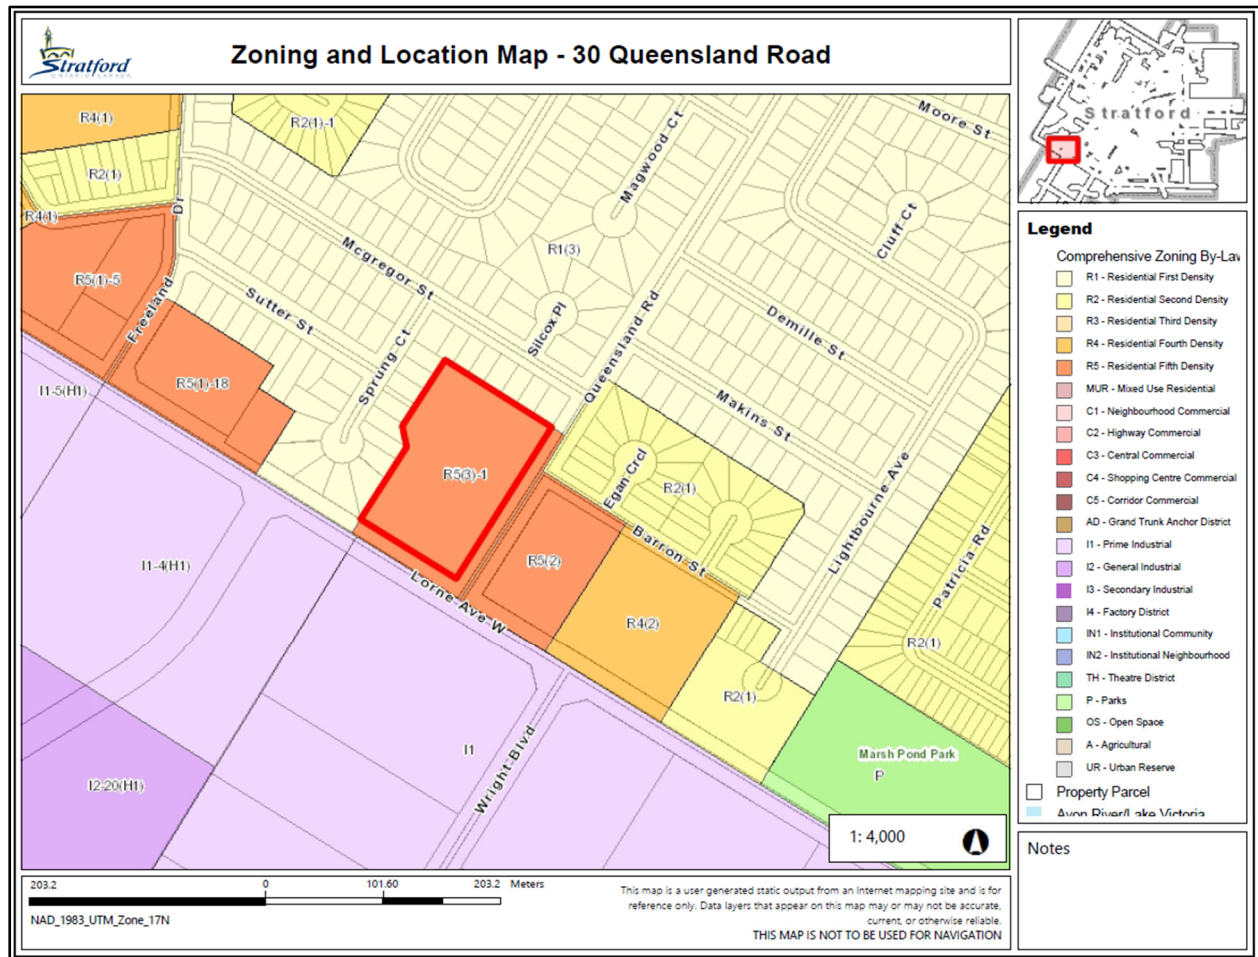 Stratford
ONTARIO CANADA
Zoning and Location Map - 30 Queensland Road
Stratford
R4(1)
R2(1)-1
Moore St
R2(1)
Magwood Ct
R4(1)
Dr
Cluff Ct
Mcgregor St
R1(3)
R5(1)-5
Freeland
Sutter St
Silcox Pl
Queensland Rd
Demille St
Sprung Ct
R5(1)-18
I1-5(H1)
Makins St
R5(3)-1
Egan Crcl
R2(1)
Lightbourne Ave
Barron St
Patricia Rd
I1-4(H1)
R5(2)
Lorne Ave W
R4(2)
R2(1)
R2(1)
I1
Wright Blvd
Marsh Pond Park
P
I2-20(H1)
1: 4,000
Legend
Comprehensive Zoning By-Law
R1 - Residential First Density
R2 - Residential Second Density
R3 - Residential Third Density
R4 - Residential Fourth Density
R5 - Residential Fifth Density
MUR - Mixed Use Residential
C1 - Neighbourhood Commercial
C2 - Highway Commercial
C3 - Central Commercial
C4 - Shopping Centre Commercial
C5 - Corridor Commercial
AD - Grand Trunk Anchor District
I1 - Prime Industrial
I2 - General Industrial
I3 - Secondary Industrial
I4 - Factory District
IN1 - Institutional Community
IN2 - Institutional Neighbourhood
TH - Theatre District
P - Parks
OS - Open Space
A - Agricultural
UR - Urban Reserve
Property Parcel
Avon River/Lake Victoria
Notes
203.2 0 101.60 203.2 Meters
NAD_1983_UTM_Zone_17N
This map is a user generated static output from an Internet mapping site and is for
reference only. Data layers that appear on this map may or may not be accurate,
current, or otherwise reliable.
THIS MAP IS NOT TO BE USED FOR NAVIGATION